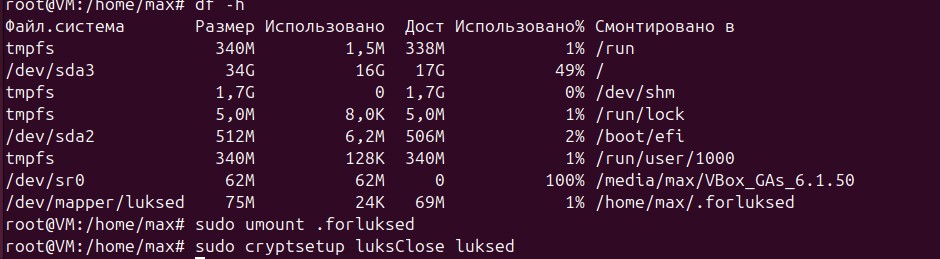 root@VM:/home/max# df -h
Файл.система Размер Использовано Дост Использовано% Смонтировано в
tmpfs 340M 1,5M 338M 1% /run
/dev/sda3 34G 16G 17G 49% /
tmpfs 1,7G 0 1,7G 0% /dev/shm
tmpfs 5,0M 8,0K 5,0M 1% /run/lock
/dev/sda2 512M 6,2M 506M 2% /boot/efi
tmpfs 340M 128K 340M 1% /run/user/1000
/dev/sr0 62M 62M 0 100% /media/max/VBox_GAs_6.1.50
/dev/mapper/luksed 75M 24K 69M 1% /home/max/.forluksed
root@VM:/home/max# sudo umount .forluksed
root@VM:/home/max# sudo cryptsetup luksClose luksed